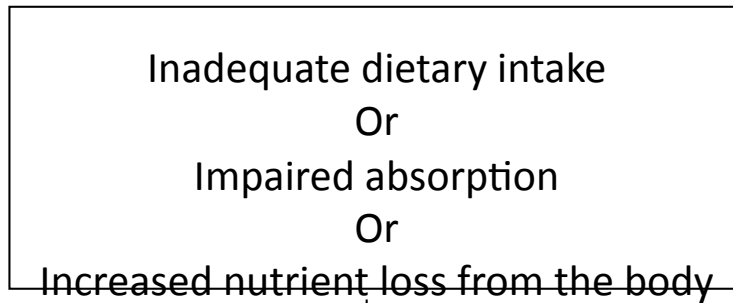 Inadequate dietary intake
Or
Impaired absorption
Or
Increased nutrient loss from the body